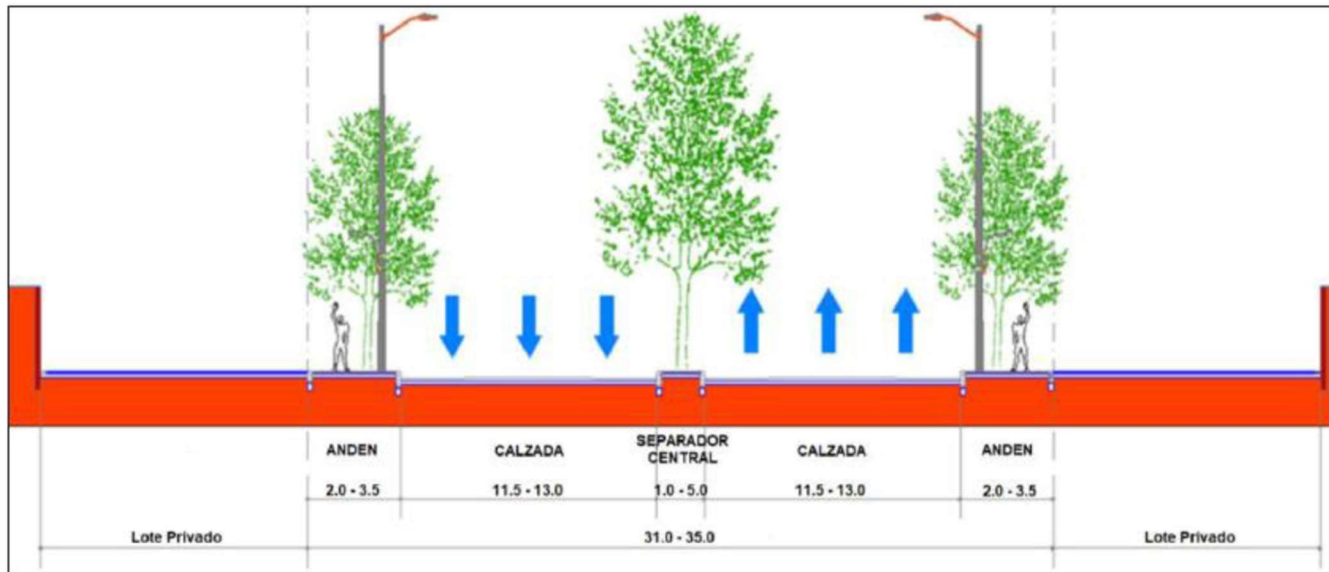 ANDEN
CALZADA
SEPARADOR
CENTRAL
CALZADA
ANDEN
2.0 - 3.5
11.5 - 13.0
1.0 - 5.0
11.5 - 13.0
2.0 - 3.5
Lote Privado
31.0 - 35.0
Lote Privado